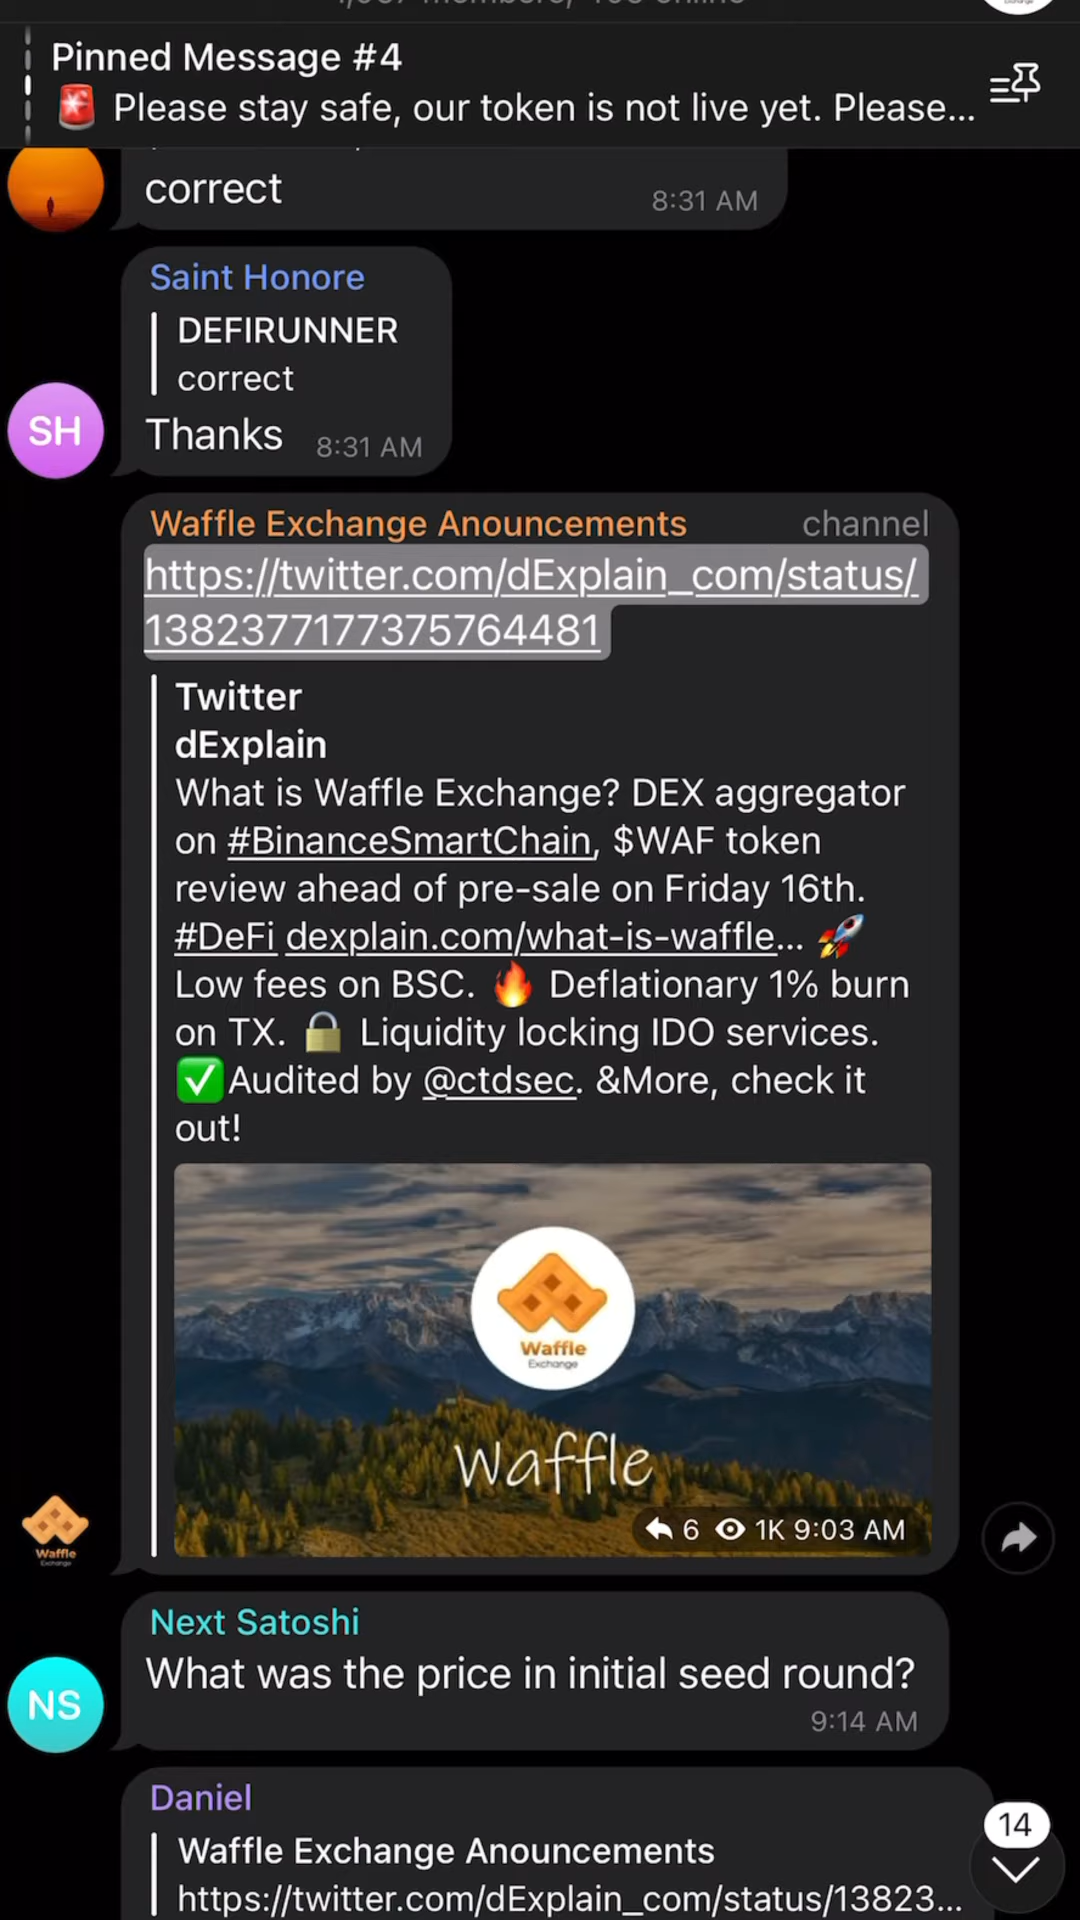 Pinned Message #4
Please stay safe, our token is not live yet. Please...
correct
8:31 AM
Saint Honore
DEFIRUNNER
correct
SH
Thanks 8:31 AM
Waffle Exchange Anouncements channel
https://twitter.com/dExplain_com/status/
1382377177375764481
Twitter
dExplain
What is Waffle Exchange? DEX aggregator
on #BinanceSmartChain, $WAF token
review ahead of pre-sale on Friday 16th.
#DeFi dexplain.com/what-is-waffle...
Low fees on BSC. Deflationary 1% burn
on TX. Liquidity locking IDO services.
Audited by @ctdsec. &More, check it
out!
Waffle
Exchange
Waffle
6 1K 9:03 AM
Waffle
Exchange
Next Satoshi
What was the price in initial seed round?
NS
9:14 AM
Daniel
14
Waffle Exchange Anouncements
https://twitter.com/dExplain_com/status/13823...